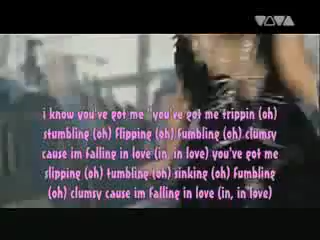 VIVA
i know you've got me "you've got me trippin (oh)
stumbling (oh) flipping (oh) fumbling (oh) clumsy
cause im falling in love (in, in love) you've got me
slipping (oh) tumbling (oh) sinking (oh) fumbling
(oh) clumsy cause im falling in love (in, in love)